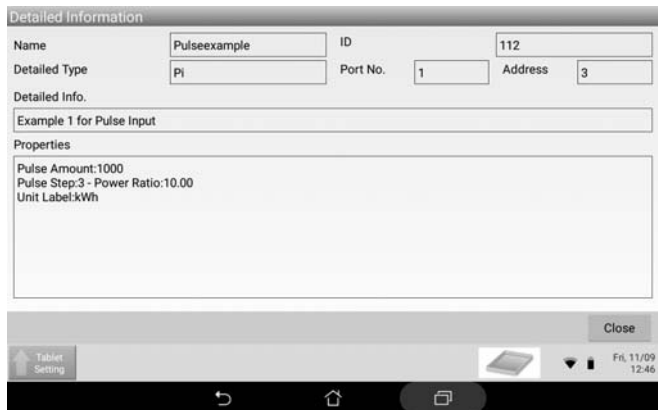 Detailed Information
Name Pulseexample ID 112
Detailed Type Pi Port No. 1 Address 3
Detailed Info.
Example 1 for Pulse Input
Properties
Pulse Amount:1000
Pulse Step:3 - Power Ratio:10.00
Unit Label:kWh
Close
Tablet
Setting
Fri, 11/09
12:46